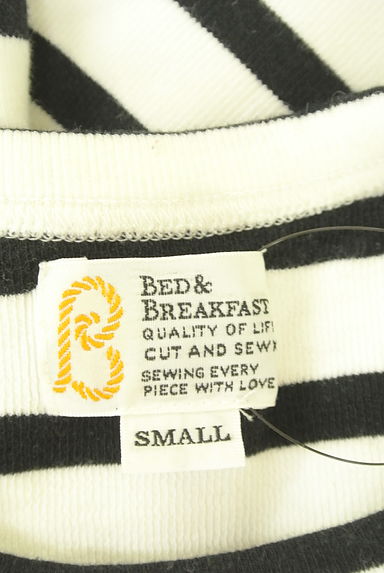 BED &
BREAKFAST
QUALITY OF LIF
CUT AND SEW
SEWING EVERY
PIECE WITH LOVE
SMALL